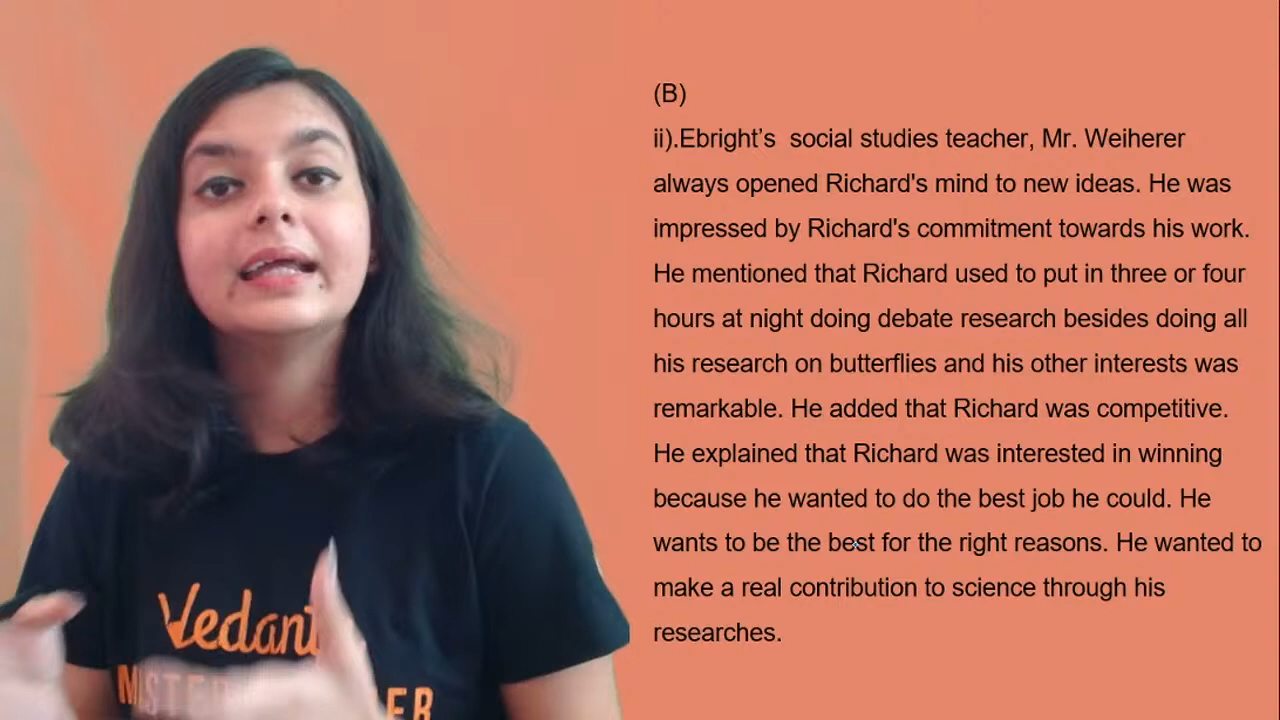 (B)
ii).Ebright’s  social studies teacher, Mr. Weiherer
always opened Richard's mind to new ideas. He was
impressed by Richard's commitment towards his work.
He mentioned that Richard used to put in three or four
hours at night doing debate research besides doing all
his research on butterflies and his other interests was
remarkable. He added that Richard was competitive.
He explained that Richard was interested in winning
because he wanted to do the best job he could. He
wants to be the best for the right reasons. He wanted to
make a real contribution to science through his
researches.
Vedant